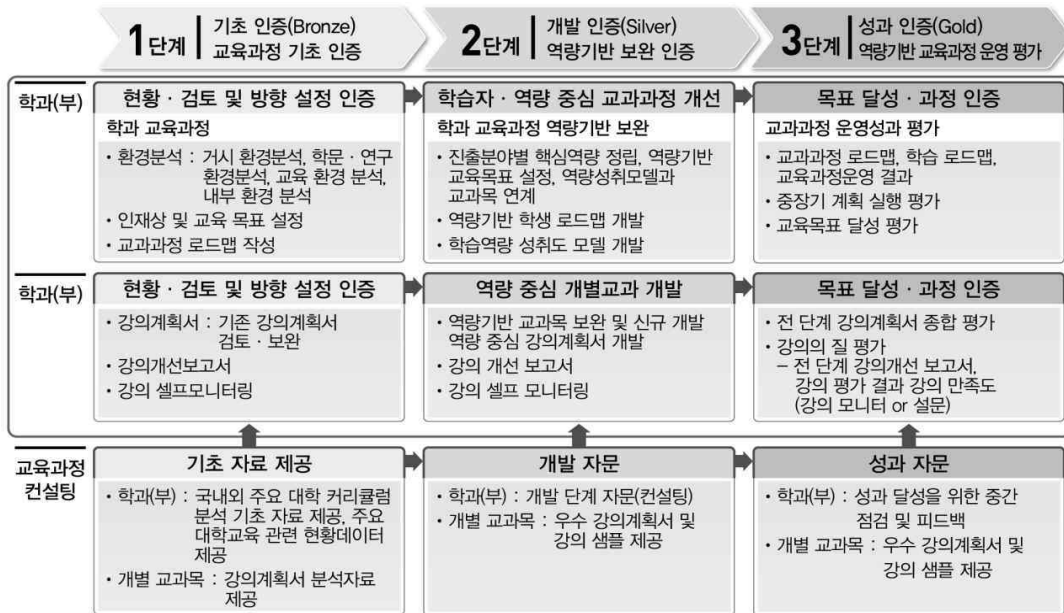 1단계
기초 인증(Bronze)
교육과정 기초 인증
2단계
개발 인증(Silver)
역량기반 보완 인증
3단계
성과 인증(Gold)
역량기반 교육과정 운영 평가
학과(부)
현황·검토 및 방향 설정 인증
학과 교육과정
• 환경분석 : 거시 환경분석, 학문·연구
환경분석, 교육 환경 분석,
내부 환경 분석
• 인재상 및 교육 목표 설정
• 교과과정 로드맵 작성
학습자·역량 중심 교과과정 개선
학과 교육과정 역량기반 보완
• 진출분야별 핵심역량 정립, 역량기반
교육목표 설정, 역량성취모델과
교과목 연계
• 역량기반 학생 로드맵 개발
• 학습역량 성취도 모델 개발
목표 달성·과정 인증
교과과정 운영성과 평가
• 교과과정 로드맵, 학습 로드맵,
교육과정운영 결과
• 중장기 계획 실행 평가
• 교육목표 달성 평가
학과(부)
현황·검토 및 방향 설정 인증
• 강의계획서 : 기존 강의계획서
검토·보완
• 강의개선보고서
• 강의 셀프모니터링
역량 중심 개별교과 개발
• 역량기반 교과목 보완 및 신규 개발
역량 중심 강의계획서 개발
• 강의 개선 보고서
• 강의 셀프 모니터링
목표 달성·과정 인증
• 전 단계 강의계획서 종합 평가
• 강의의 질 평가
– 전 단계 강의개선 보고서,
강의 평가 결과 강의 만족도
(강의 모니터 or 설문)
교육과정
컨설팅
기초 자료 제공
• 학과(부) : 국내외 주요 대학 커리큘럼
분석 기초 자료 제공, 주요
대학교육 관련 현황데이터
제공
• 개별 교과목 : 강의계획서 분석자료
제공
개발 자문
• 학과(부) : 개발 단계 자문(컨설팅)
• 개별 교과목 : 우수 강의계획서 및
강의 샘플 제공
성과 자문
• 학과(부) : 성과 달성을 위한 중간
점검 및 피드백
• 개별 교과목 : 우수 강의계획서 및
강의 샘플 제공